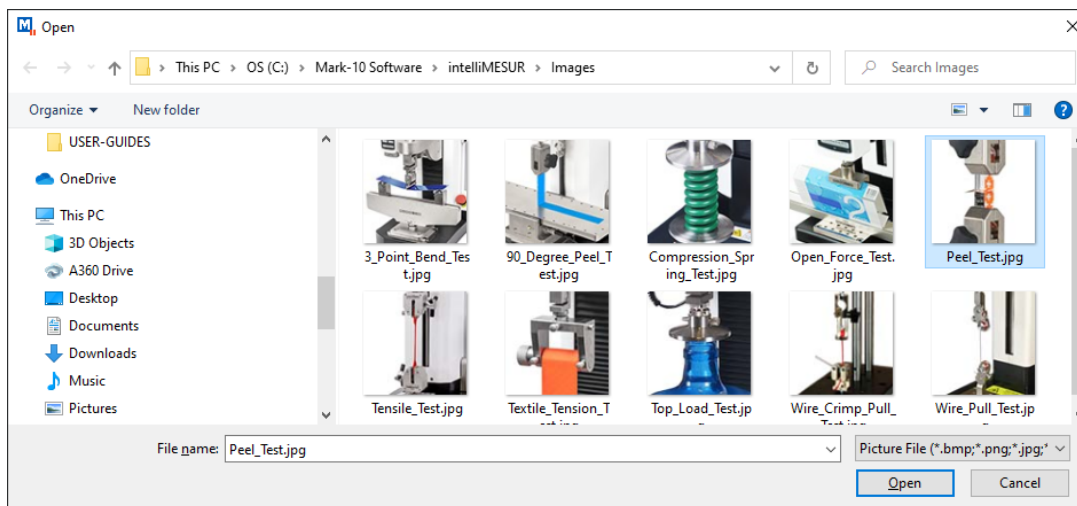 Open
This PC > OS (C:) > Mark-10 Software > intelliMESUR > Images
Search Images
Organize
New folder
USER-GUIDES
OneDrive
This PC
3D Objects
A360 Drive
Desktop
Documents
Downloads
Music
Pictures
3_Point_Bend_Tes
t.jpg
90_Degree_Peel_T
est.jpg
Compression_Spr
ing_Test.jpg
Open_Force_Test.
jpg
Peel_Test.jpg
Tensile_Test.jpg
Textile_Tension_T
Top_Load_Test.jp
Wire_Crimp_Pull_
Wire_Pull_Test.jp
File name: Peel_Test.jpg
Picture File (*.bmp;*.png;*.jpg;*
Open
Cancel